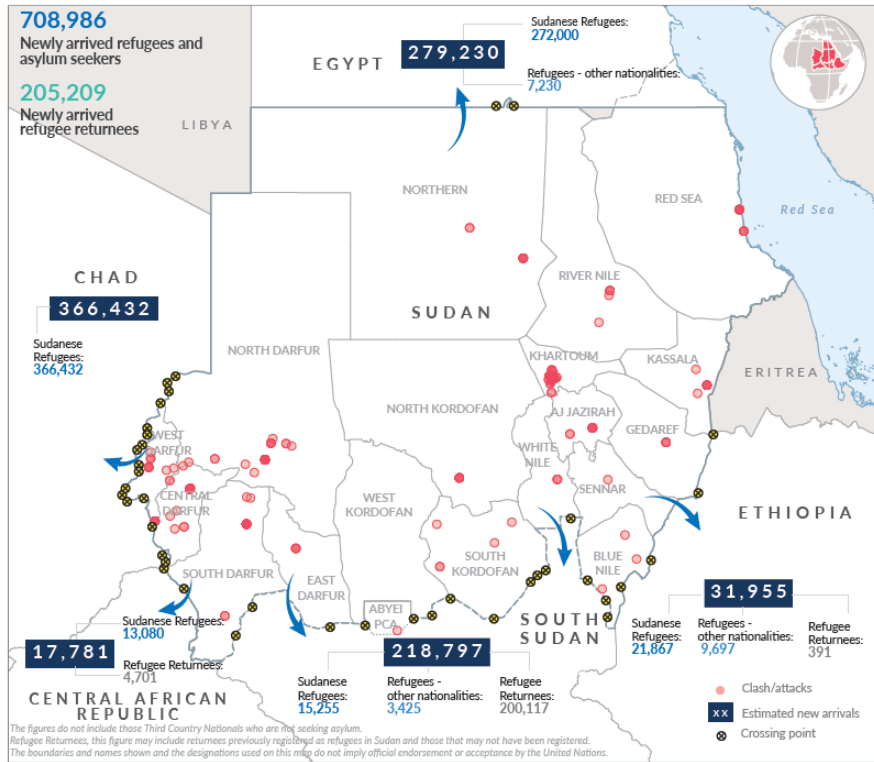 708,986
Newly arrived refugees and
asylum seekers
205,209
Newly arrived
refugee returnees
LIBYA
EGYPT
279,230
Sudanese Refugees:
272,000
Refugees - other nationalities:
7,230
Red Sea
NORTHERN
RED SEA
RIVER NILE
CHAD
366,432
Sudanese
Refugees:
366,432
SUDAN
NORTH DARFUR
KHARTOUM
KASSALA
ERITREA
NORTH KORDOFAN
AJ JAZIRAH
GEDAREF
WEST
DARFUR
WHITE
NILE
CENTRAL
DARFUR
WEST
KORDOFAN
SENNAR
ETHIOPIA
SOUTH
KORDOFAN
BLUE
NILE
SOUTH DARFUR
EAST
DARFUR
ABYEI
PCA
SOUTH
SUDAN
Sudanese Refugees:
13,080
17,781
Refugee Returnees:
4,701
CENTRAL AFRICAN
REPUBLIC
218,797
Sudanese
Refugees:
15,255
Refugees -
other nationalities:
3,425
Refugee
Returnees:
200,117
31,955
Sudanese
Refugees:
21,867
Refugees -
other nationalities:
9,697
Refugee
Returnees:
391
Clash/attacks
xx Estimated new arrivals
Crossing point
The figures do not include those Third Country Nationals who are not seeking asylum.
Refugee Returnees, this figure may include returnees previously registered as refugees in Sudan and those that may not have been registered.
The boundaries and names shown and the designations used on this map do not imply official endorsement or acceptance by the United Nations.